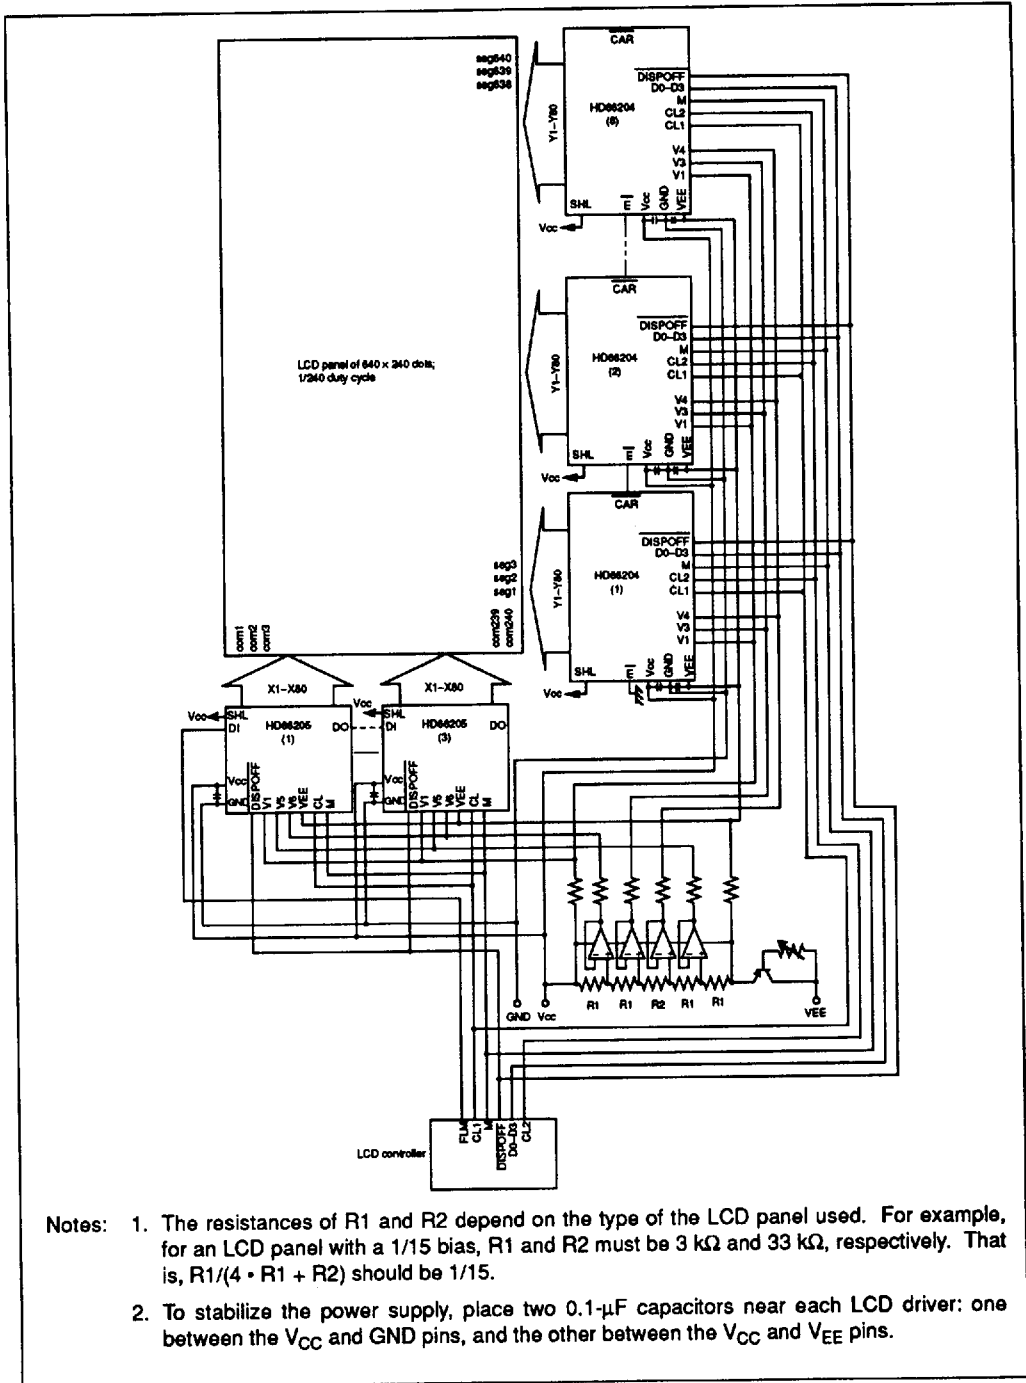 CAR
seg640
seg639
seg638
DISPOFF
D0–D3
M
CL2
CL1
V4
V3
V1
HD66204
(8)
Y1–Y80
SHL
E
Vcc
GND
VEE
Vcc
CAR
DISPOFF
D0–D3
M
CL2
CL1
V4
V3
V1
HD66204
(2)
Y1–Y80
LCD panel of 640 × 240 dots;
1/240 duty cycle
SHL
E
Vcc
GND
VEE
Vcc
CAR
DISPOFF
D0–D3
M
CL2
CL1
V4
V3
V1
HD66204
(1)
Y1–Y80
seg3
seg2
seg1
com1
com2
com3
com239
com240
SHL
E
Vcc
GND
VEE
Vcc
X1–X80
X1–X80
Vcc
SHL
DI
HD66205
(1)
DO
Vcc
GND
DISPOFF
V1
V5
V6
VEE
CL
M
Vcc
SHL
DI
HD66205
(3)
DO
Vcc
GND
DISPOFF
V1
V5
V6
VEE
CL
M
R1
R1
R2
R1
R1
GND
Vcc
VEE
LCD controller
FLM
CL1
M
DISPOFF
D0–D3
CL2
Notes: 1. The resistances of R1 and R2 depend on the type of the LCD panel used. For example,
for an LCD panel with a 1/15 bias, R1 and R2 must be 3 kΩ and 33 kΩ, respectively. That
is, R1/(4 • R1 + R2) should be 1/15.
2. To stabilize the power supply, place two 0.1-μF capacitors near each LCD driver: one
between the VCC and GND pins, and the other between the VCC and VEE pins.